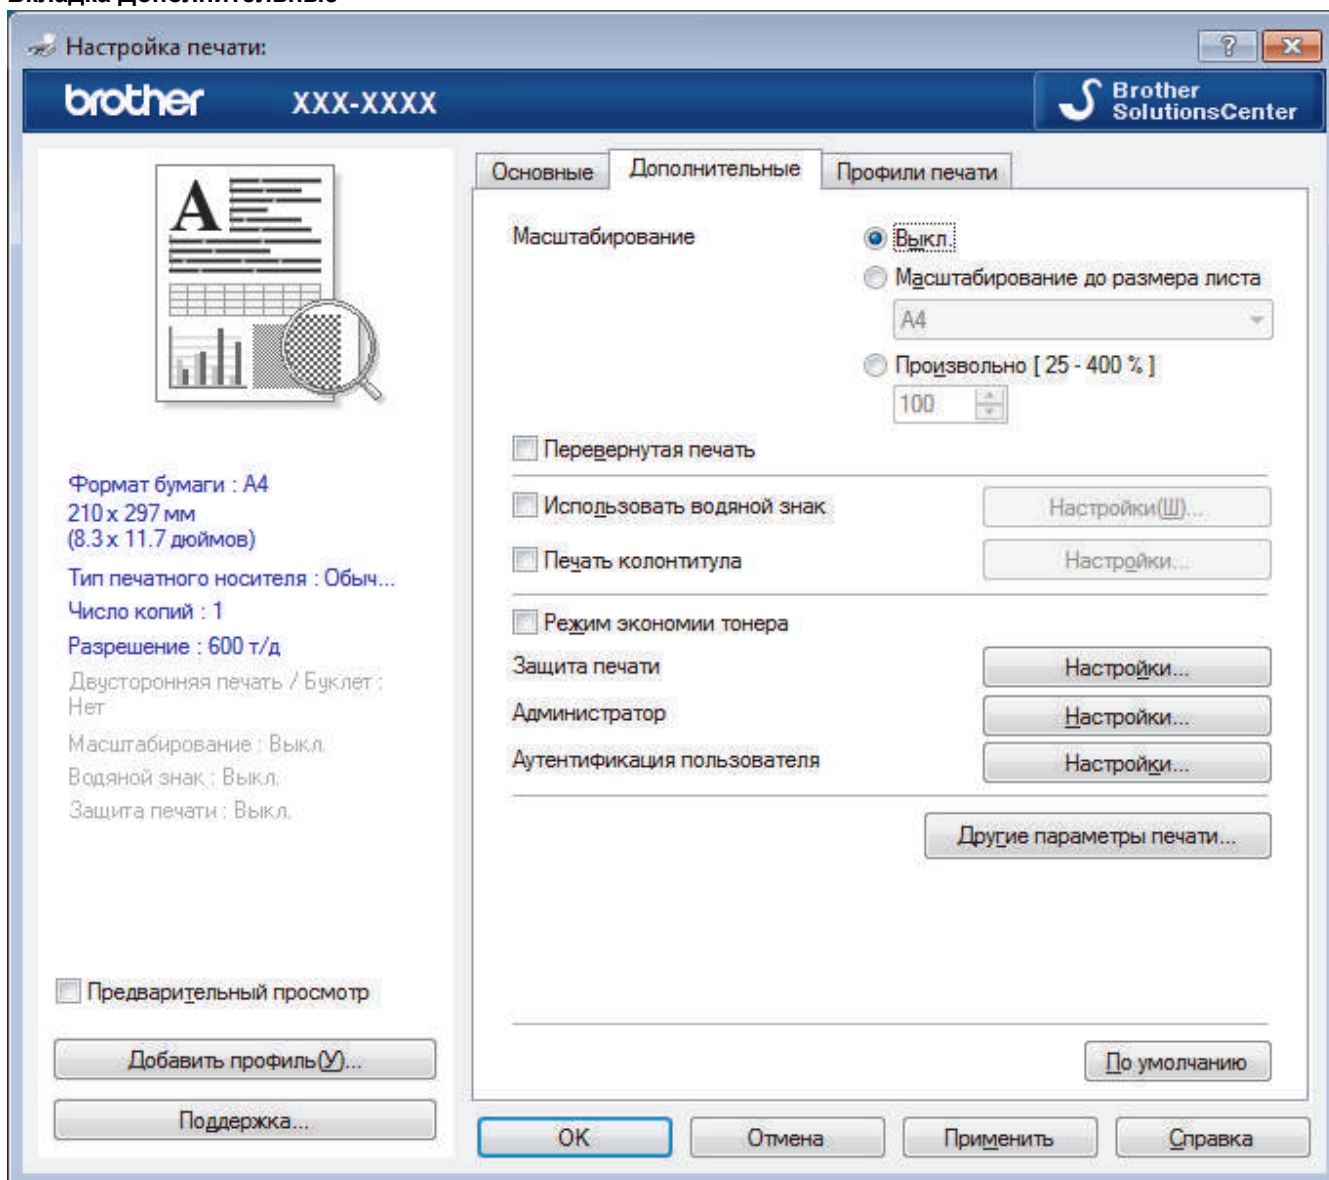 Вкладка Дополнительные
Настройка печати:
brother XXX-XXXX
Brother
SolutionsCenter
A
Формат бумаги : A4
210 x 297 мм
(8.3 x 11.7 дюймов)
Тип печатного носителя : Обыч...
Число копий : 1
Разрешение : 600 т/д
Двусторонняя печать / Буклет :
Нет
Масштабирование : Выкл.
Водяной знак : Выкл.
Защита печати : Выкл.
Предварительный просмотр
Добавить профиль(У)...
Поддержка...
Основные Дополнительные Профили печати
Масштабирование Выкл.
Масштабирование до размера листа
A4
Произвольно [ 25 - 400 % ]
100
Перевернутая печать
Использовать водяной знак Настройки(Ш)...
Печать колонтитула Настройки...
Режим экономии тонера
Защита печати Настройки...
Администратор Настройки...
Аутентификация пользователя Настройки...
Другие параметры печати...
По умолчанию
OK Отмена Применить Справка